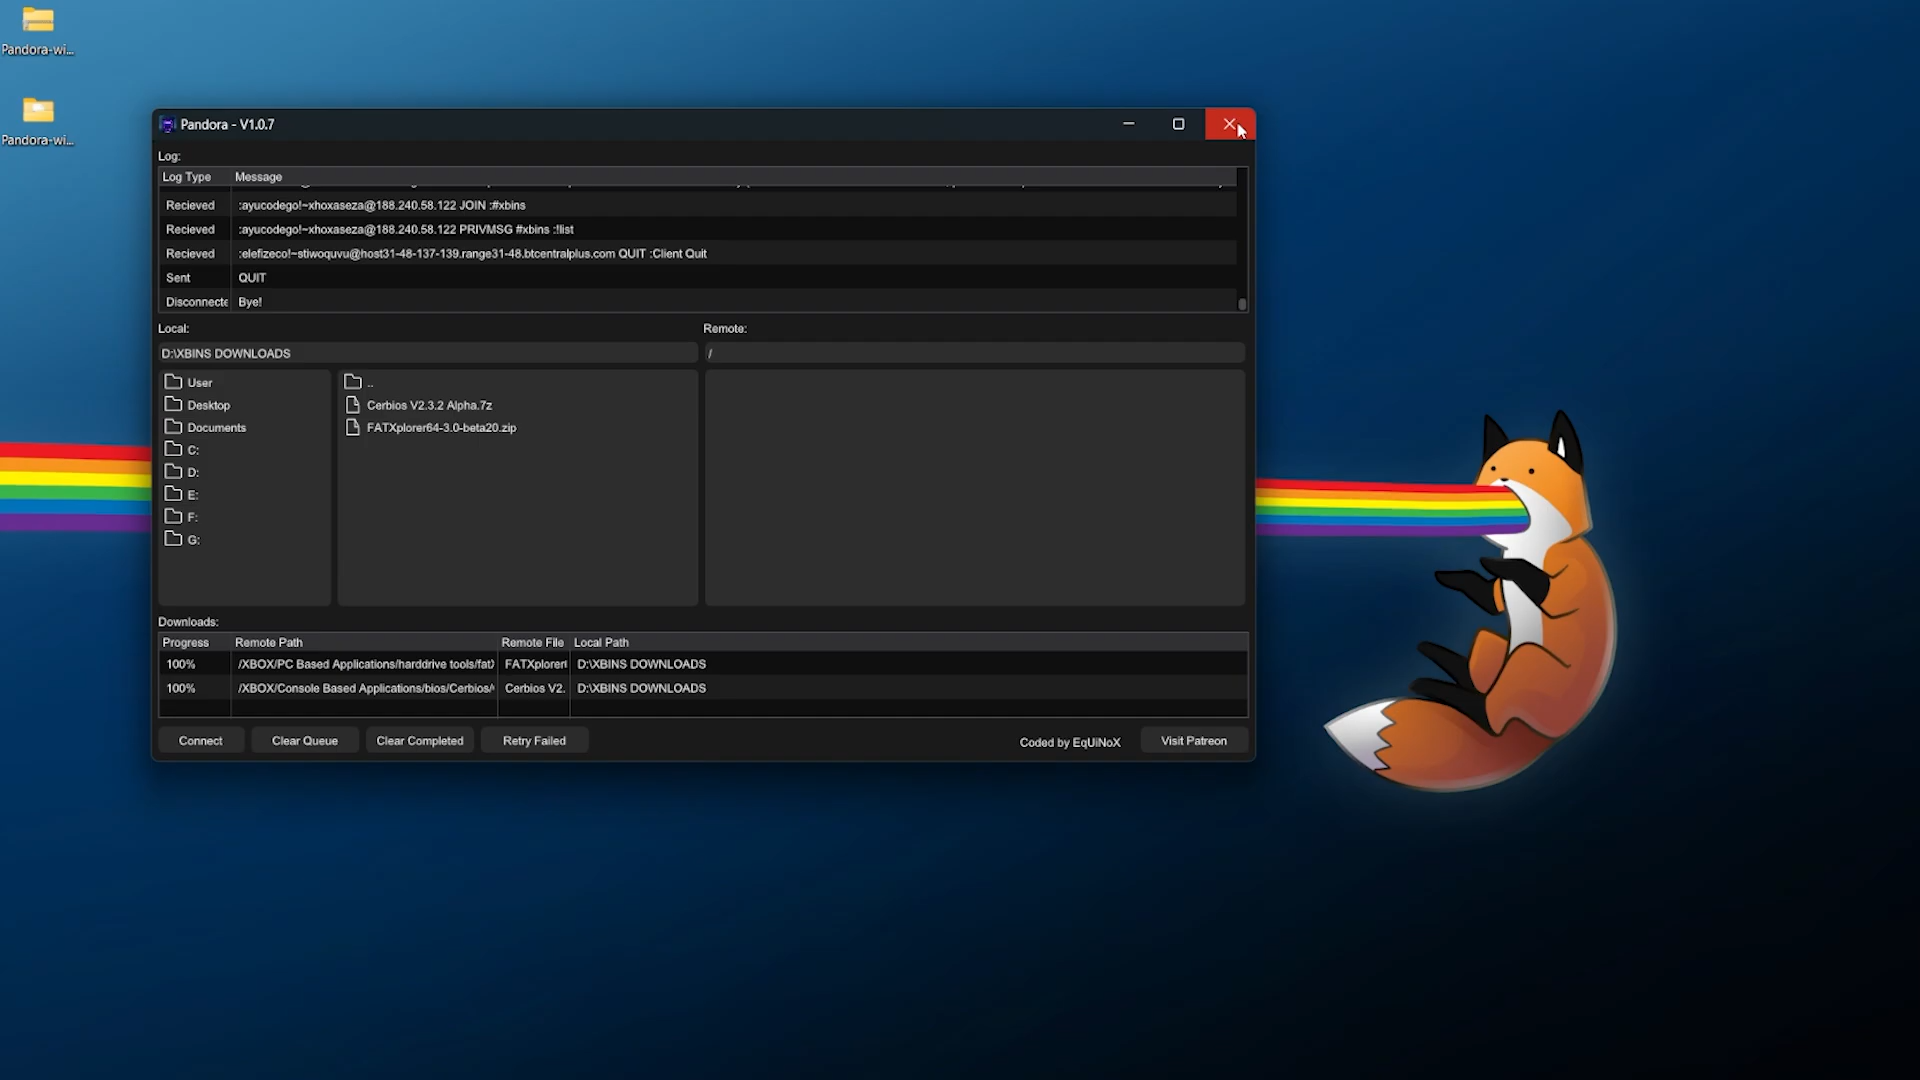 Pandora-wi...
Pandora-wi...
Pandora - V1.0.7
Log:
Log Type Message
Recieved :ayucodego!~xhoxaseza@188.240.58.122 JOIN :#xbins
Recieved :ayucodego!~xhoxaseza@188.240.58.122 PRIVMSG #xbins :!list
Recieved :elefizeco!~stiwoquvu@host31-48-137-139.range31-48.btcentralplus.com QUIT :Client Quit
Sent QUIT
Disconnecte Bye!
Local: Remote:
D:\XBINS DOWNLOADS /
User ..
Desktop Cerbios V2.3.2 Alpha.7z
Documents FATXplorer64-3.0-beta20.zip
C:
D:
E:
F:
G:
Downloads:
Progress Remote Path Remote File Local Path
100% /XBOX/PC Based Applications/harddrive tools/fatX FATXplorer D:\XBINS DOWNLOADS
100% /XBOX/Console Based Applications/bios/Cerbios/ Cerbios V2. D:\XBINS DOWNLOADS
Connect Clear Queue Clear Completed Retry Failed Coded by EqUiNoX Visit Patreon